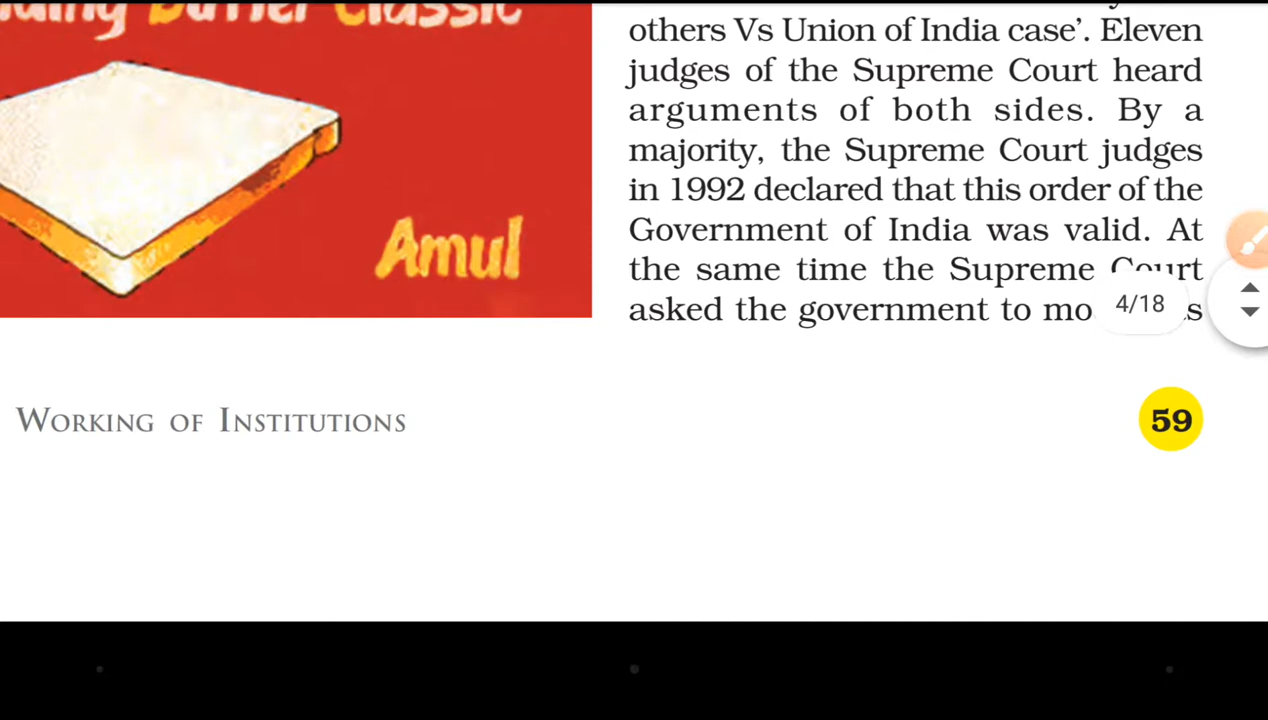 Classic
Amul
others Vs Union of India case'. Eleven
judges of the Supreme Court heard
arguments of both sides. By a
majority, the Supreme Court judges
in 1992 declared that this order of the
Government of India was valid. At
the same time the Supreme Court
asked the government to
4/18
WORKING OF INSTITUTIONS
59